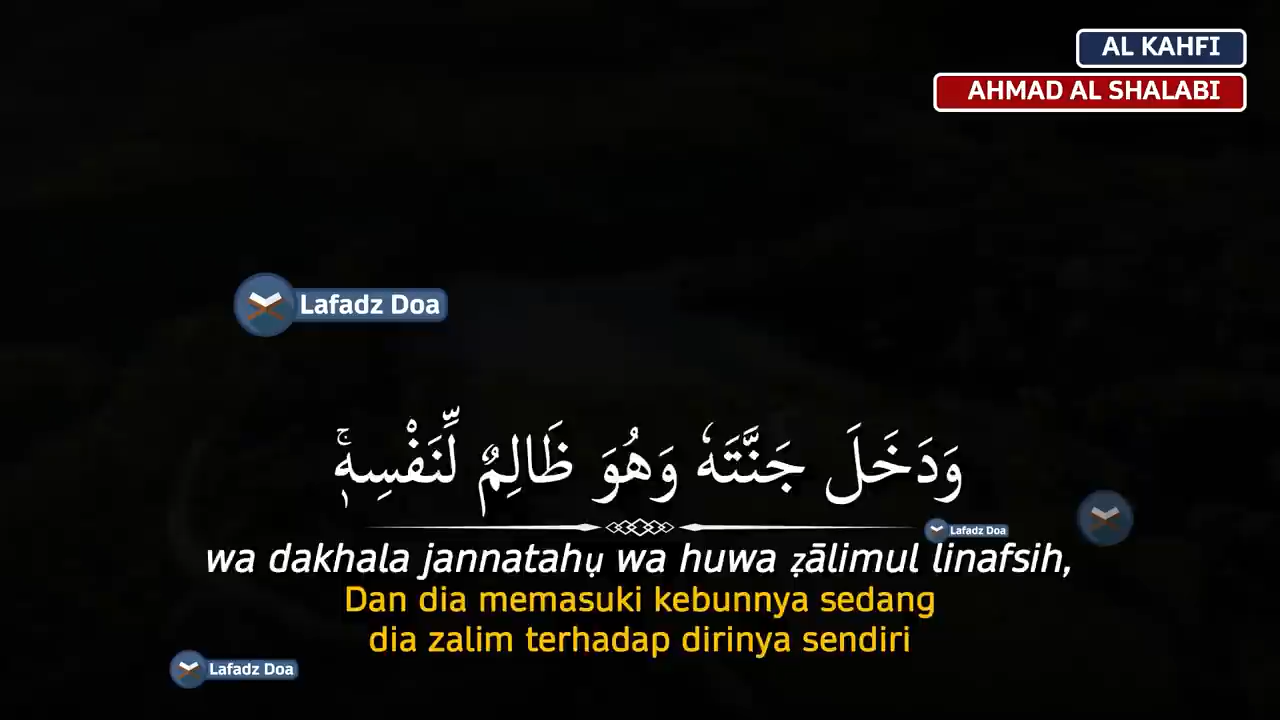 AL KAHFI
AHMAD AL SHALABI
Lafadz Doa
وَدَخَلَ جَنَّتَهٗ وَهُوَ ظَالِمٌ لِّنَفْسِهٖۚ
Lafadz Doa
wa dakhala jannatahụ wa huwa ẓālimul linafsih,
Dan dia memasuki kebunnya sedang
dia zalim terhadap dirinya sendiri
Lafadz Doa